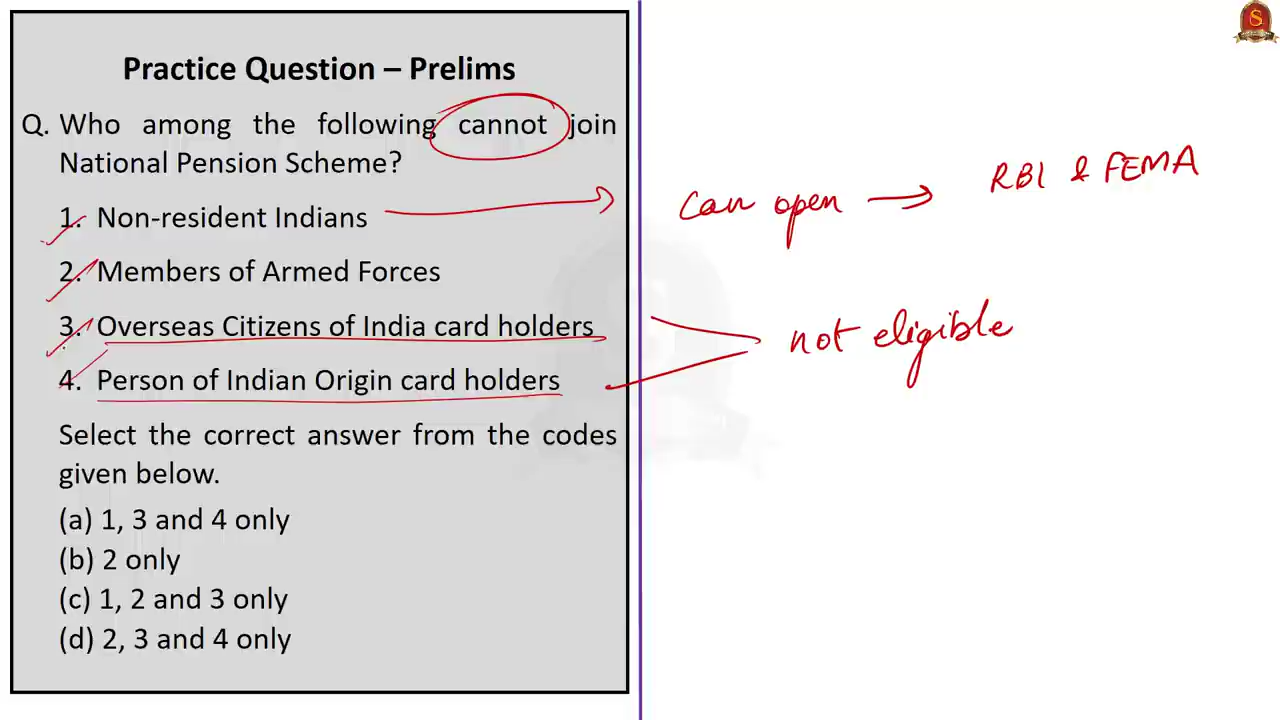 Practice Question – Prelims
Q. Who among the following cannot join
National Pension Scheme?
1. Non-resident Indians
2. Members of Armed Forces
3. Overseas Citizens of India card holders
4. Person of Indian Origin card holders
Select the correct answer from the codes
given below.
(a) 1, 3 and 4 only
(b) 2 only
(c) 1, 2 and 3 only
(d) 2, 3 and 4 only
can open → RBI & FEMA
not eligible
S